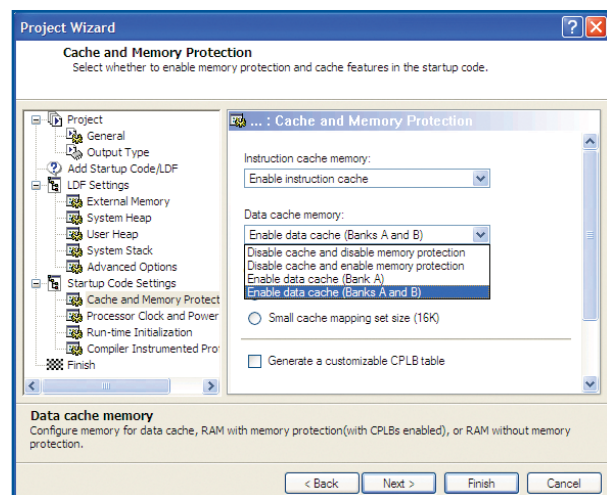 Project Wizard
Cache and Memory Protection
Select whether to enable memory protection and cache features in the startup code.
Project
General
Output Type
Add Startup Code/LDF
LDF Settings
External Memory
System Heap
User Heap
System Stack
Advanced Options
Startup Code Settings
Cache and Memory Protect
Processor Clock and Power
Run-time Initialization
Compiler Instrumented Pro
Finish
... : Cache and Memory Protection
Instruction cache memory:
Enable instruction cache
Data cache memory:
Enable data cache (Banks A and B)
Disable cache and disable memory protection
Disable cache and enable memory protection
Enable data cache (Bank A)
Enable data cache (Banks A and B)
Small cache mapping set size (16K)
Generate a customizable CPLB table
Data cache memory
Configure memory for data cache, RAM with memory protection(with CPLBs enabled), or RAM without memory
protection.
< Back
Next >
Finish
Cancel